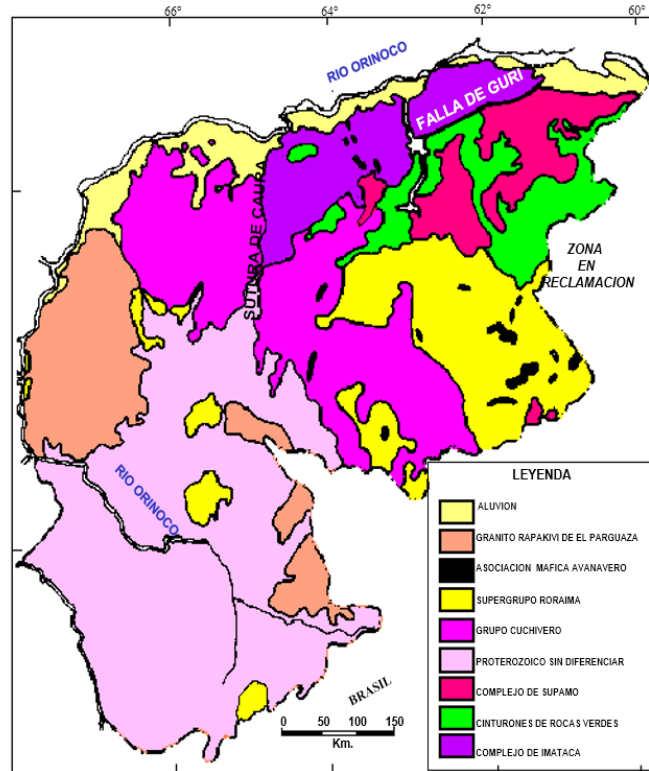 66°
64°
62°
60°
RIO ORINOCO
FALLA DE GURI
SUTURA DE CAURA
ZONA
EN
RECLAMACION
RIO ORINOCO
BRASIL
0 50 100 150
Km.
LEYENDA
ALUVION
GRANITO RAPAKIVI DE EL PARGUAZA
ASOCIACION MAFICA AVANAVERO
SUPERGRUPO RORAIMA
GRUPO CUCHIVERO
PROTEROZOICO SIN DIFERENCIAR
COMPLEJO DE SUPAMO
CINTURONES DE ROCAS VERDES
COMPLEJO DE IMATACA